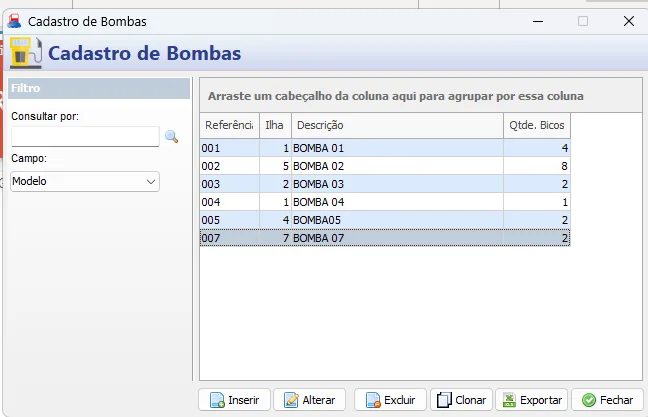 Cadastro de Bombas
Cadastro de Bombas
Filtro
Consultar por:
Campo:
Modelo
Arraste um cabeçalho da coluna aqui para agrupar por essa coluna
Referênci Ilha Descrição Qtde. Bicos
001 1 BOMBA 01 4
002 5 BOMBA 02 8
003 2 BOMBA 03 2
004 1 BOMBA 04 1
005 4 BOMBA05 2
007 7 BOMBA 07 2
Inserir Alterar Excluir Clonar Exportar Fechar